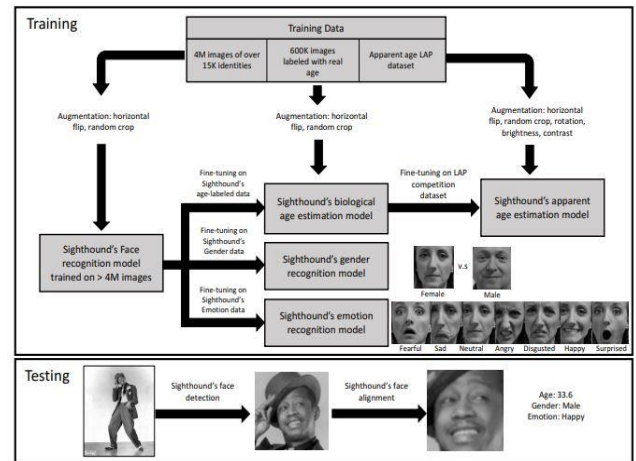 Training
Training Data
4M images of over
15K identities
600K images
labeled with real
age
Apparent age LAP
dataset
Augmentation: horizontal
flip, random crop
Augmentation: horizontal
flip, random crop
Augmentation: horizontal
flip, random crop, rotation,
brightness, contrast
Fine-tuning on
Sighthound's
age-labeled data
Sighthound's biological
age estimation model
Fine-tuning on LAP
competition
dataset
Sighthound's apparent
age estimation model
Sighthound's Face
recognition model
trained on > 4M images
Fine-tuning on
Sighthound's
Gender data
Sighthound's gender
recognition model
v.s
Female
Male
Fine-tuning on
Sighthound's
Emotion data
Sighthound's emotion
recognition model
Fearful Sad Neutral Angry Disgusted Happy Surprised
Testing
Sighthound's face
detection
Sighthound's face
alignment
Age: 33.6
Gender: Male
Emotion: Happy